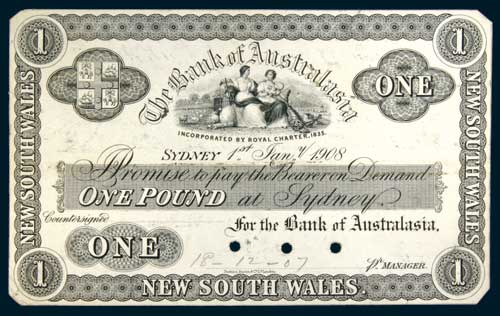 1 1
The Bank of Australasia
ONE
NEW SOUTH WALES
NEW SOUTH WALES
INCORPORATED BY ROYAL CHARTER, 1835.
SYDNEY 1st Jany 1908
I Promise to pay the Bearer on Demand
ONE POUND at Sydney.
Countersigned
For the Bank of Australasia.
ONE
18-12-07
Pr. MANAGER.
1 1
NEW SOUTH WALES.